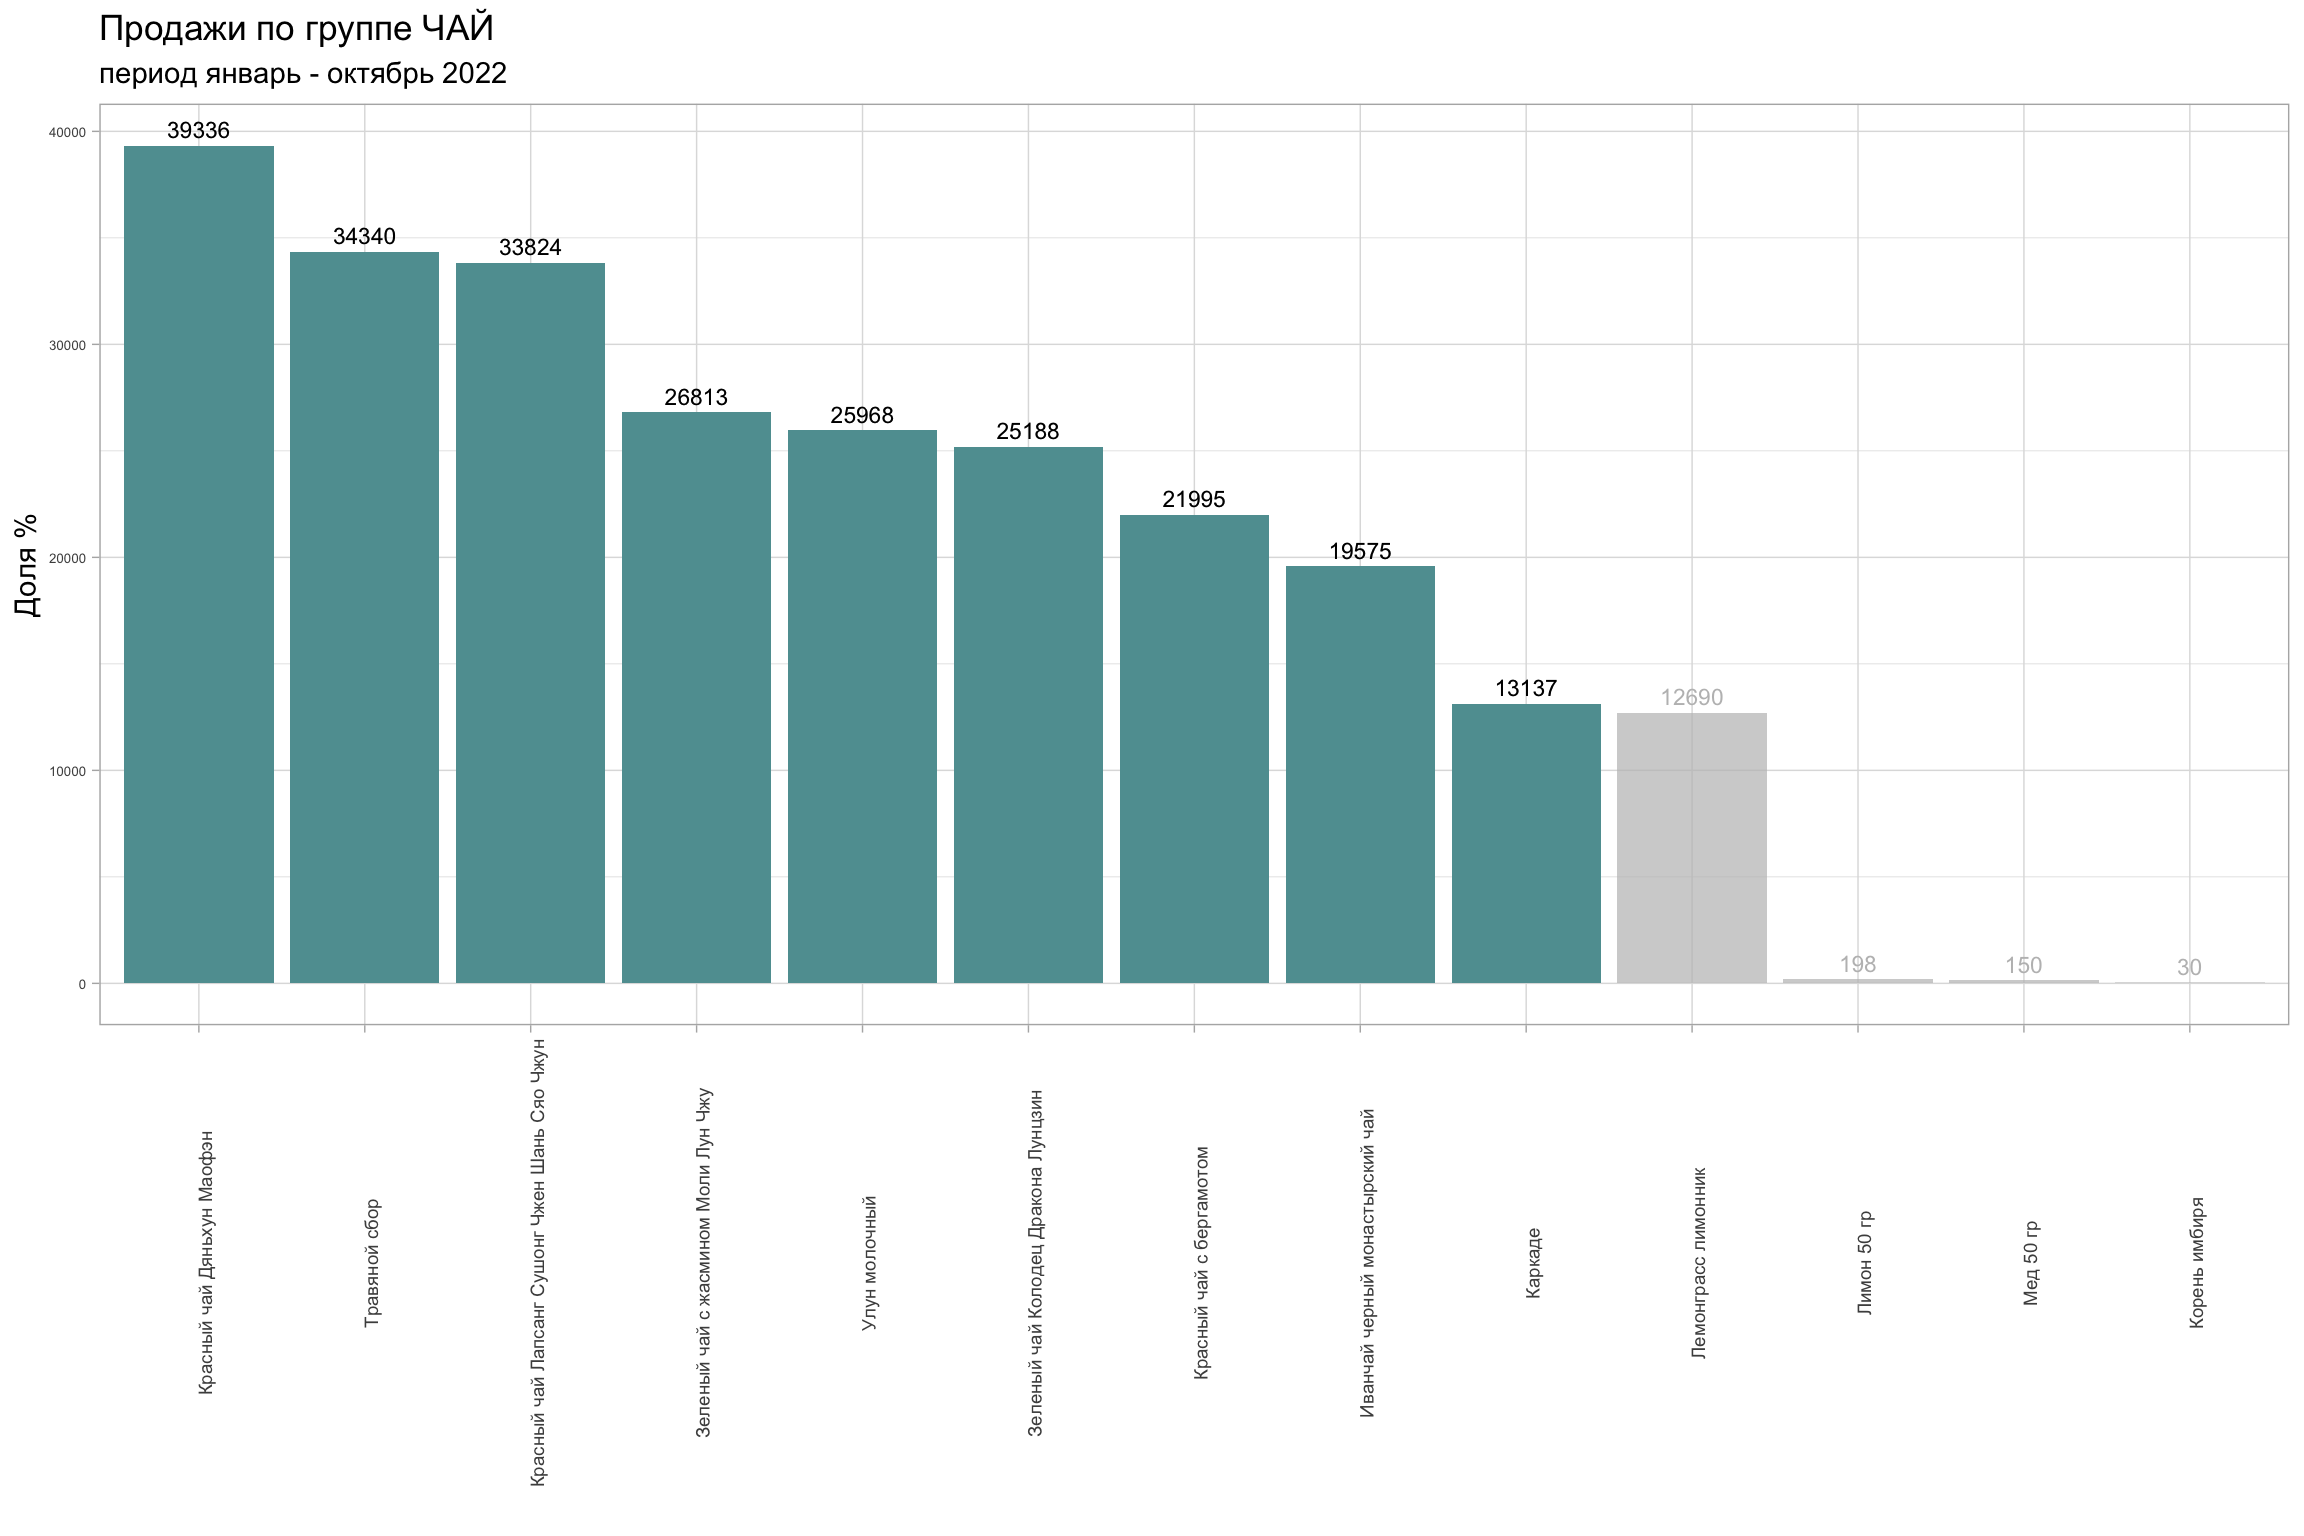 Продажи по группе ЧАЙ
период январь - октябрь 2022
Доля %
40000
30000
20000
10000
0
39336
34340
33824
26813
25968
25188
21995
19575
13137
12690
198
150
30
Красный чай Дяньхун Маофэн
Травяной сбор
Красный чай Лапсанг Сушонг Чжен Шань Сяо Чжун
Зеленый чай с жасмином Моли Лун Чжу
Улун молочный
Зеленый чай Колодец Дракона Лунцзин
Красный чай с бергамотом
Иванчай черный монастырский чай
Каркаде
Лемонграсс лимонник
Лимон 50 гр
Мед 50 гр
Корень имбиря